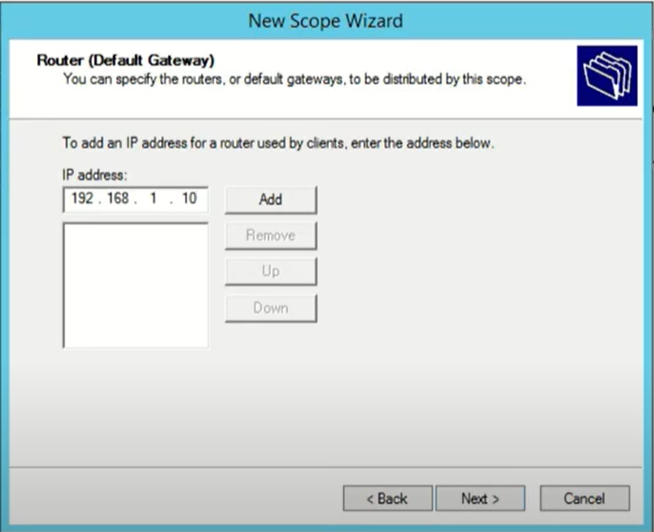 New Scope Wizard
Router (Default Gateway)
You can specify the routers, or default gateways, to be distributed by this scope.
To add an IP address for a router used by clients, enter the address below.
IP address:
192 . 168 . 1 . 10
Add
Remove
Up
Down
< Back
Next >
Cancel